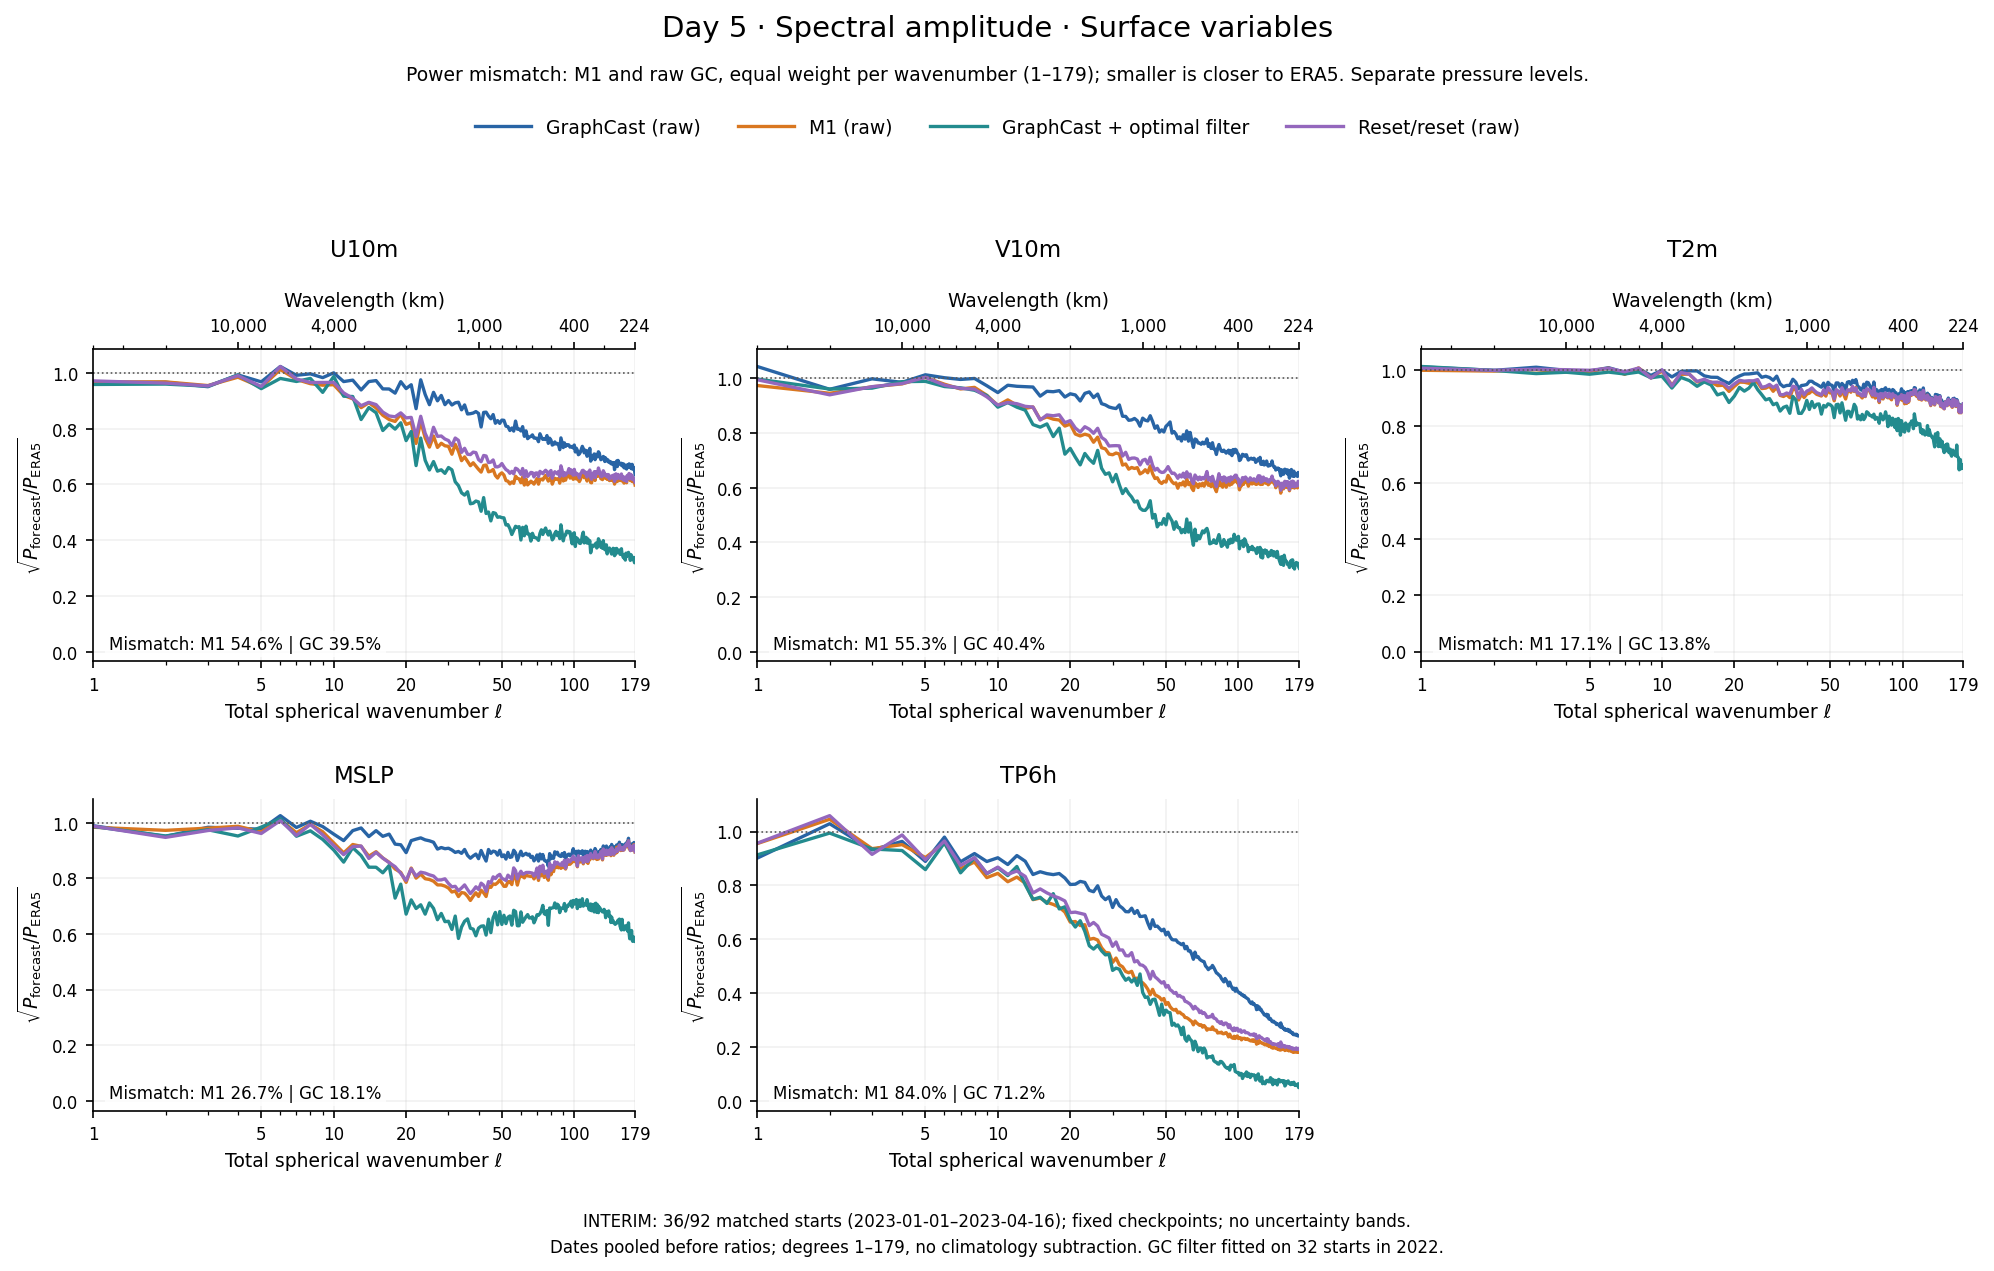 Day 5 · Spectral amplitude · Surface variables
Power mismatch: M1 and raw GC, equal weight per wavenumber (1–179); smaller is closer to ERA5. Separate pressure levels.
GraphCast (raw) M1 (raw) GraphCast + optimal filter Reset/reset (raw)
U10m
Wavelength (km)
10,000 4,000 1,000 400 224
1.0
0.8
0.6
0.4
0.2
0.0
√P_forecast/P_ERA5
Mismatch: M1 54.6% | GC 39.5%
1 5 10 20 50 100 179
Total spherical wavenumber ℓ
V10m
Wavelength (km)
10,000 4,000 1,000 400 224
1.0
0.8
0.6
0.4
0.2
0.0
√P_forecast/P_ERA5
Mismatch: M1 55.3% | GC 40.4%
1 5 10 20 50 100 179
Total spherical wavenumber ℓ
T2m
Wavelength (km)
10,000 4,000 1,000 400 224
1.0
0.8
0.6
0.4
0.2
0.0
√P_forecast/P_ERA5
Mismatch: M1 17.1% | GC 13.8%
1 5 10 20 50 100 179
Total spherical wavenumber ℓ
MSLP
1.0
0.8
0.6
0.4
0.2
0.0
√P_forecast/P_ERA5
Mismatch: M1 26.7% | GC 18.1%
1 5 10 20 50 100 179
Total spherical wavenumber ℓ
TP6h
1.0
0.8
0.6
0.4
0.2
0.0
√P_forecast/P_ERA5
Mismatch: M1 84.0% | GC 71.2%
1 5 10 20 50 100 179
Total spherical wavenumber ℓ
INTERIM: 36/92 matched starts (2023-01-01–2023-04-16); fixed checkpoints; no uncertainty bands.
Dates pooled before ratios; degrees 1–179, no climatology subtraction. GC filter fitted on 32 starts in 2022.